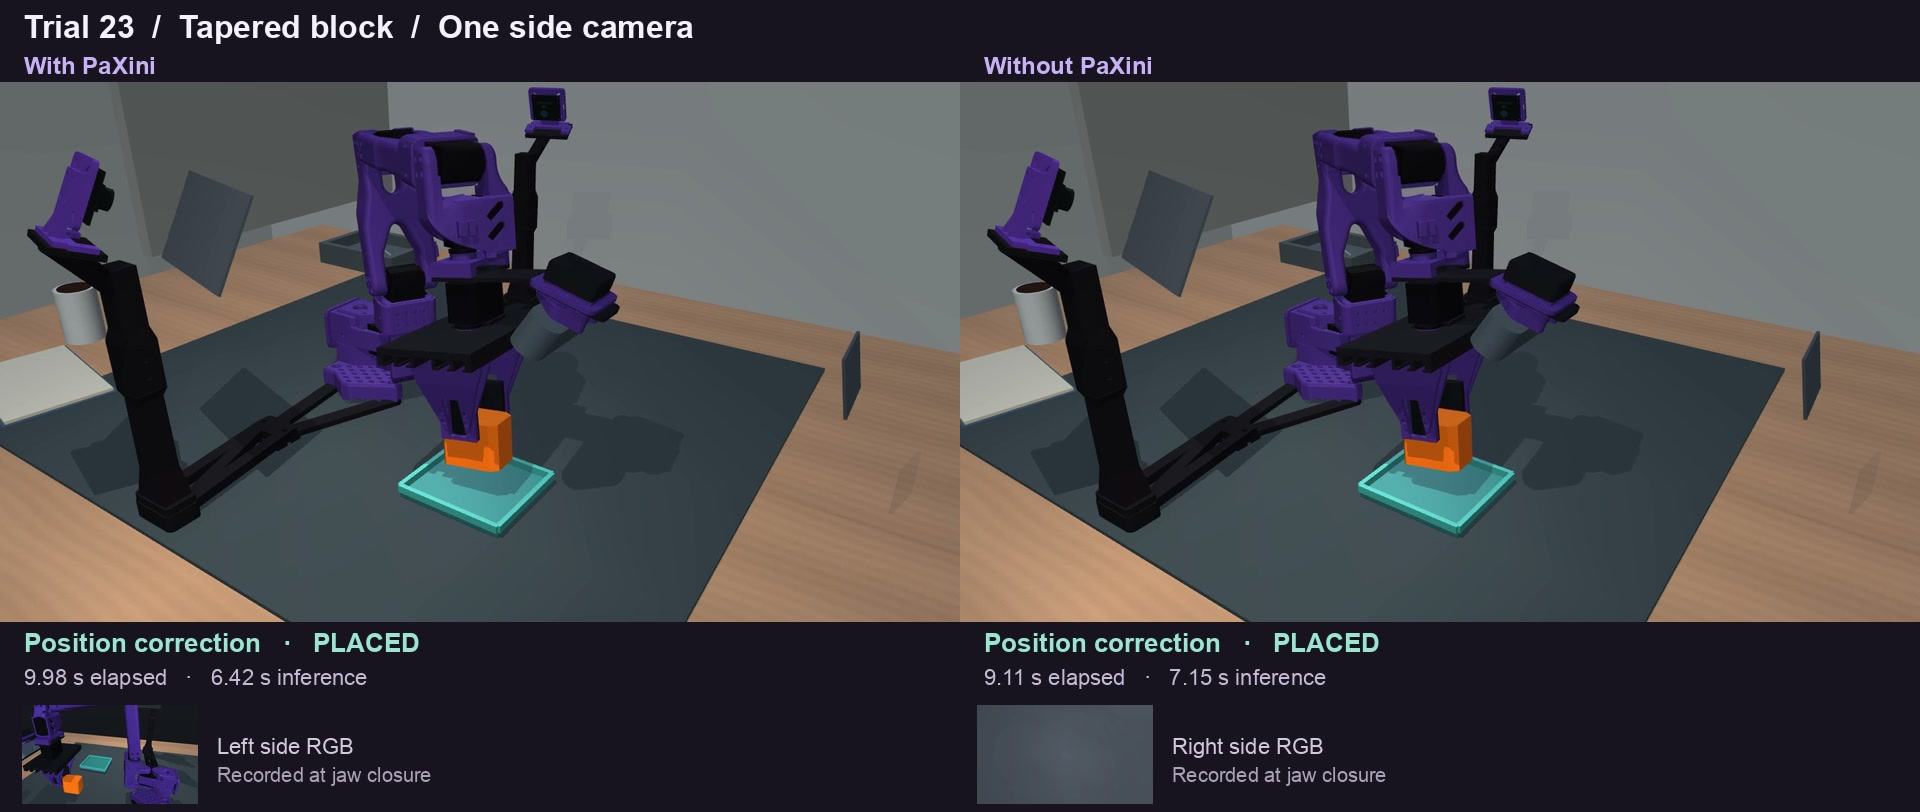 Trial 23 / Tapered block / One side camera
With PaXini
Without PaXini
Position correction · PLACED
9.98 s elapsed · 6.42 s inference
Left side RGB
Recorded at jaw closure
Position correction · PLACED
9.11 s elapsed · 7.15 s inference
Right side RGB
Recorded at jaw closure